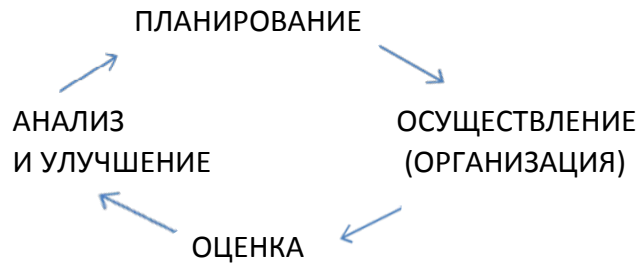 ПЛАНИРОВАНИЕ
АНАЛИЗ
И УЛУЧШЕНИЕ
ОСУЩЕСТВЛЕНИЕ
(ОРГАНИЗАЦИЯ)
ОЦЕНКА